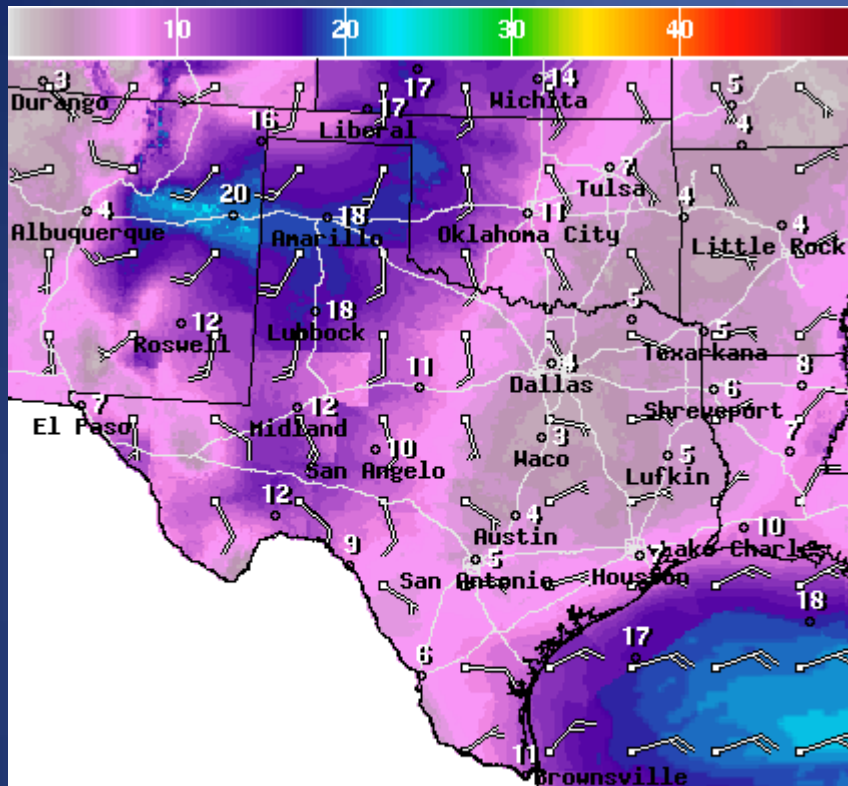 10 20 30 40
3 17 14 5
Durango Wichita
17
Liberal
16 4
7
Tulsa
4 20 18 11 4 4
Albuquerque Amarillo Oklahoma City Little Rock
12 18 5
Roswell Lubbock 5
Texarkana
4
11 Dallas 8
7 12 6
El Paso Midland Shreveport
10 3 5 7
San Angelo Waco Lufkin
12 4 10
Austin
9 5 7 Lake Charles
San Antonio Houston
18
17
6
11
Brownsville